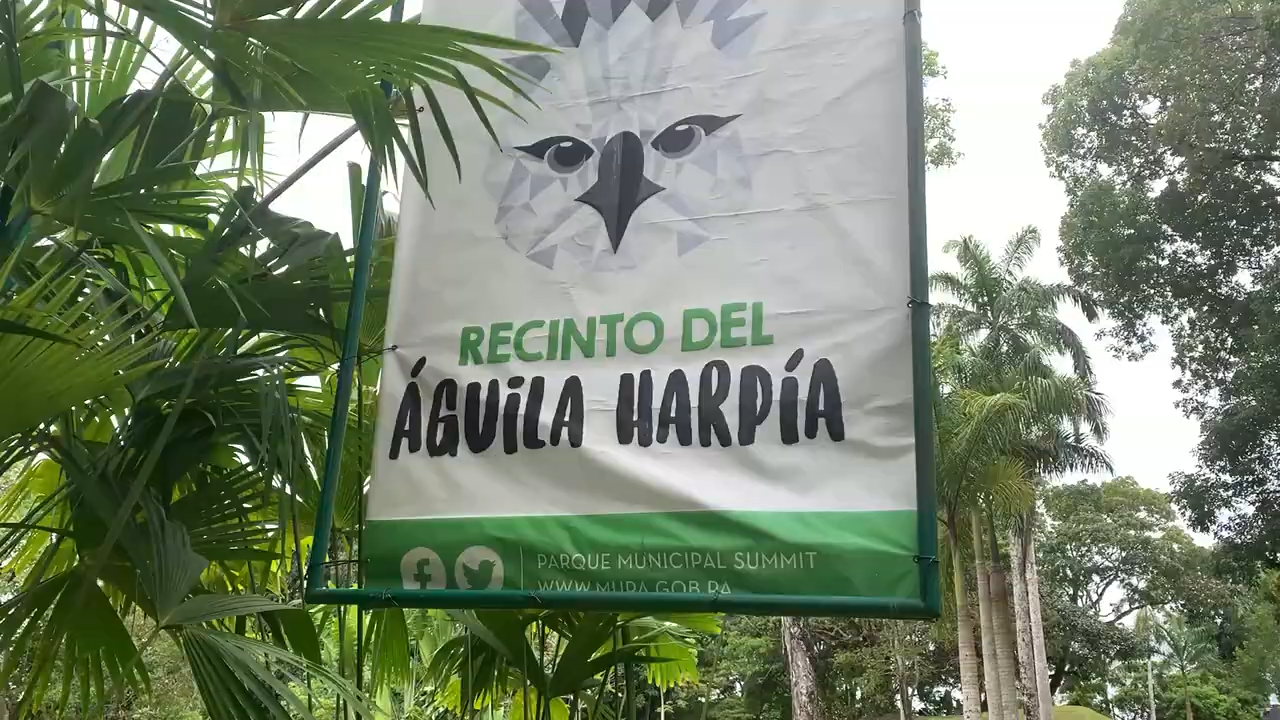 RECINTO DEL
ÁGUILA HARPÍA
PARQUE MUNICIPAL SUMMIT
WWW.MUPA.GOB.PA